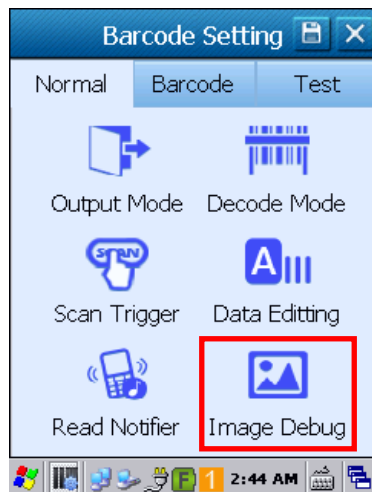 Barcode Setting
Normal Barcode Test
Output Mode Decode Mode
SCAN A
Scan Trigger Data Editting
Read Notifier Image Debug
F 1 2:44 AM